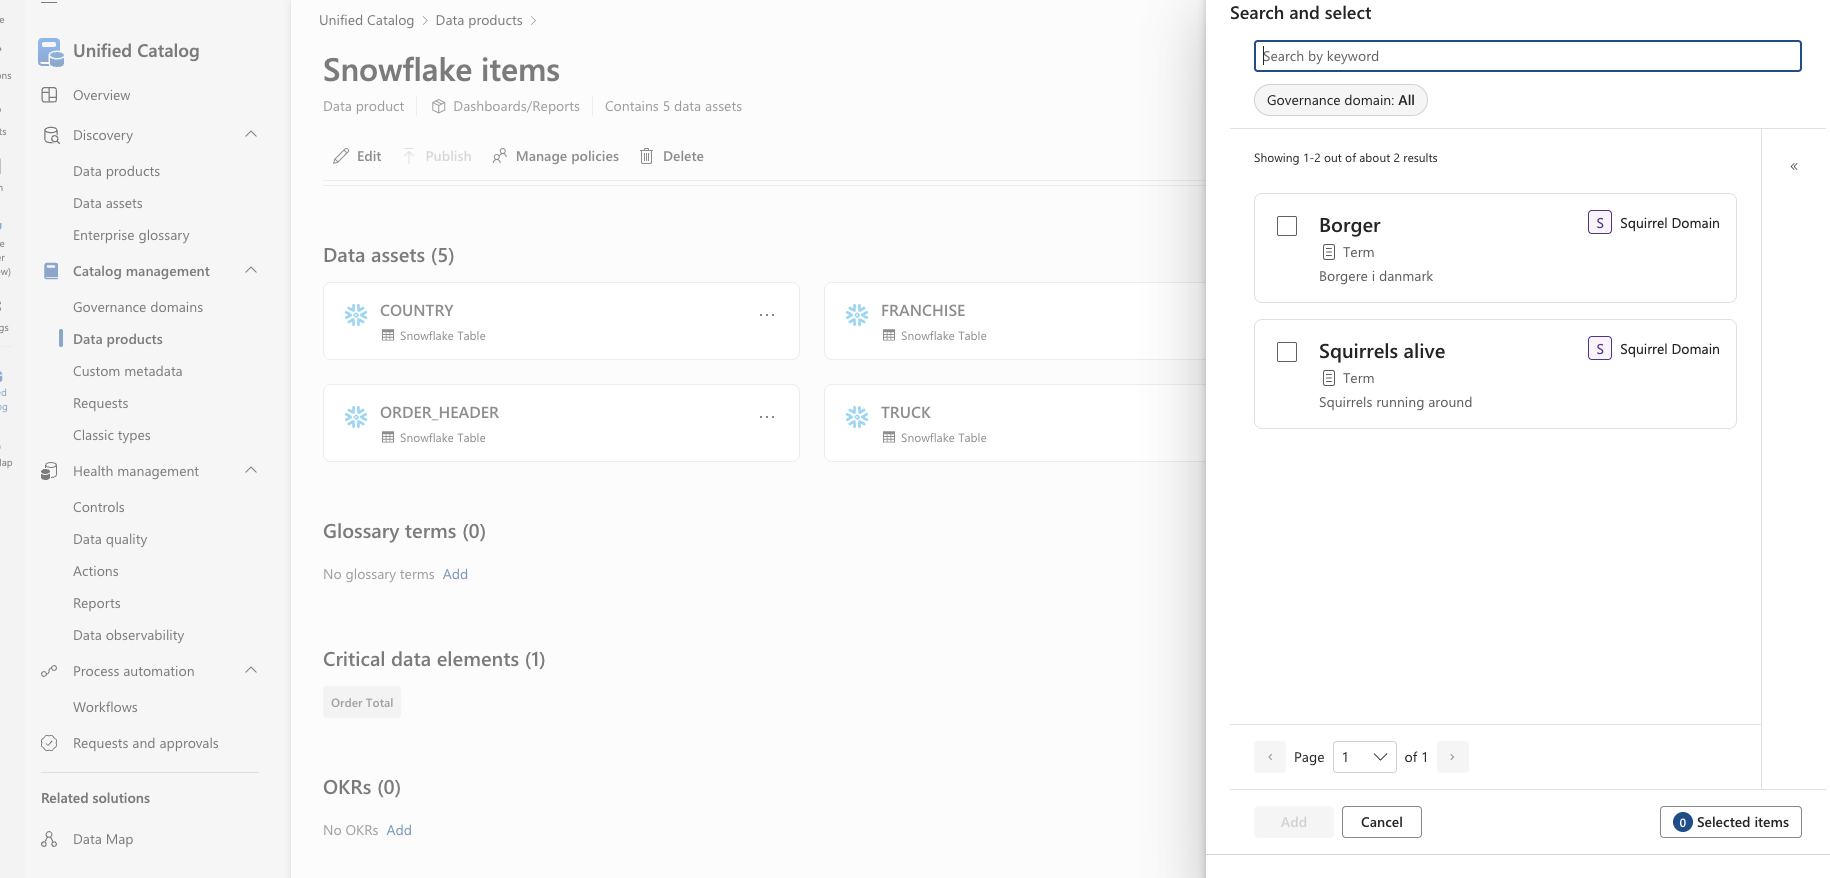 Unified Catalog
Overview
Discovery
Data products
Data assets
Enterprise glossary
Catalog management
Governance domains
Data products
Custom metadata
Requests
Classic types
Health management
Controls
Data quality
Actions
Reports
Data observability
Process automation
Workflows
Requests and approvals
Related solutions
Data Map
Unified Catalog > Data products >
Snowflake items
Data product Dashboards/Reports Contains 5 data assets
Edit Publish Manage policies Delete
Data assets (5)
COUNTRY ...
Snowflake Table
FRANCHISE
Snowflake Table
ORDER_HEADER ...
Snowflake Table
TRUCK
Snowflake Table
Glossary terms (0)
No glossary terms Add
Critical data elements (1)
Order Total
OKRs (0)
No OKRs Add
Search and select
Search by keyword
Governance domain: All
Showing 1-2 out of about 2 results
«
Borger
S Squirrel Domain
Term
Borgere i danmark
Squirrels alive
S Squirrel Domain
Term
Squirrels running around
‹ Page 1 of 1 ›
Add Cancel 0 Selected items